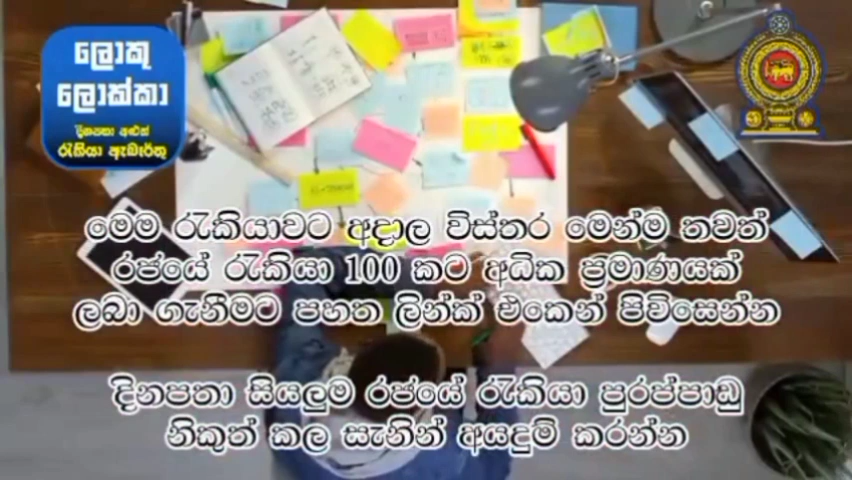 ලොකු
ලොක්කා
දිනපතා අළුත්
රැකියා ඇබෑර්තු
මෙම රැකියාවට අදාල විස්තර මෙන්ම තවත්
රජයේ රැකියා 100 කට අධික ප්‍රමාණයක්
ලබා ගැනීමට පහත ලින්ක් එකෙන් පිවිසෙන්න
දිනපතා සියලුම රජයේ රැකියා පුරප්පාඩු
නිකුත් කල සැනින් අයදුම් කරන්න